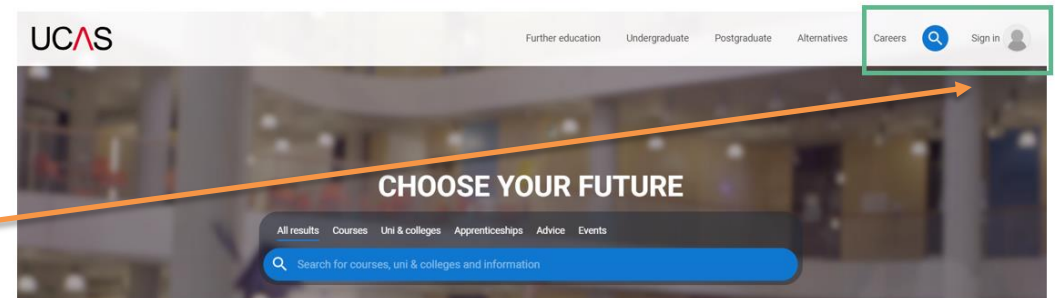 UCAS
Further education Undergraduate Postgraduate Alternatives Careers Sign in
CHOOSE YOUR FUTURE
All results Courses Uni & colleges Apprenticeships Advice Events
Search for courses, uni & colleges and information